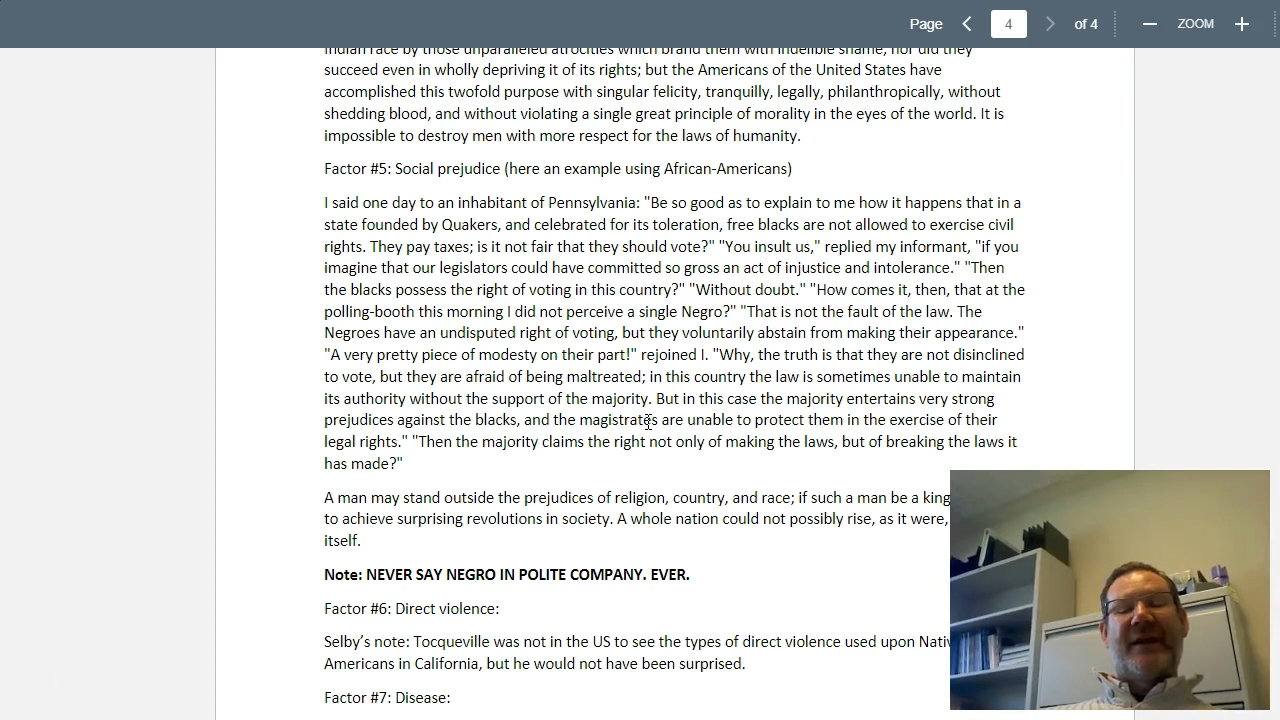 Page 4 of 4 ZOOM
Indian race by those unparalleled atrocities which brand them with indelible shame, nor did they
succeed even in wholly depriving it of its rights; but the Americans of the United States have
accomplished this twofold purpose with singular felicity, tranquilly, legally, philanthropically, without
shedding blood, and without violating a single great principle of morality in the eyes of the world. It is
impossible to destroy men with more respect for the laws of humanity.
Factor #5: Social prejudice (here an example using African-Americans)
I said one day to an inhabitant of Pennsylvania: "Be so good as to explain to me how it happens that in a
state founded by Quakers, and celebrated for its toleration, free blacks are not allowed to exercise civil
rights. They pay taxes; is it not fair that they should vote?" "You insult us," replied my informant, "if you
imagine that our legislators could have committed so gross an act of injustice and intolerance." "Then
the blacks possess the right of voting in this country?" "Without doubt." "How comes it, then, that at the
polling-booth this morning I did not perceive a single Negro?" "That is not the fault of the law. The
Negroes have an undisputed right of voting, but they voluntarily abstain from making their appearance."
"A very pretty piece of modesty on their part!" rejoined I. "Why, the truth is that they are not disinclined
to vote, but they are afraid of being maltreated; in this country the law is sometimes unable to maintain
its authority without the support of the majority. But in this case the majority entertains very strong
prejudices against the blacks, and the magistrates are unable to protect them in the exercise of their
legal rights." "Then the majority claims the right not only of making the laws, but of breaking the laws it
has made?"
A man may stand outside the prejudices of religion, country, and race; if such a man be a king
to achieve surprising revolutions in society. A whole nation could not possibly rise, as it were,
itself.
Note: NEVER SAY NEGRO IN POLITE COMPANY. EVER.
Factor #6: Direct violence:
Selby's note: Tocqueville was not in the US to see the types of direct violence used upon
Americans in California, but he would not have been surprised.
Factor #7: Disease: